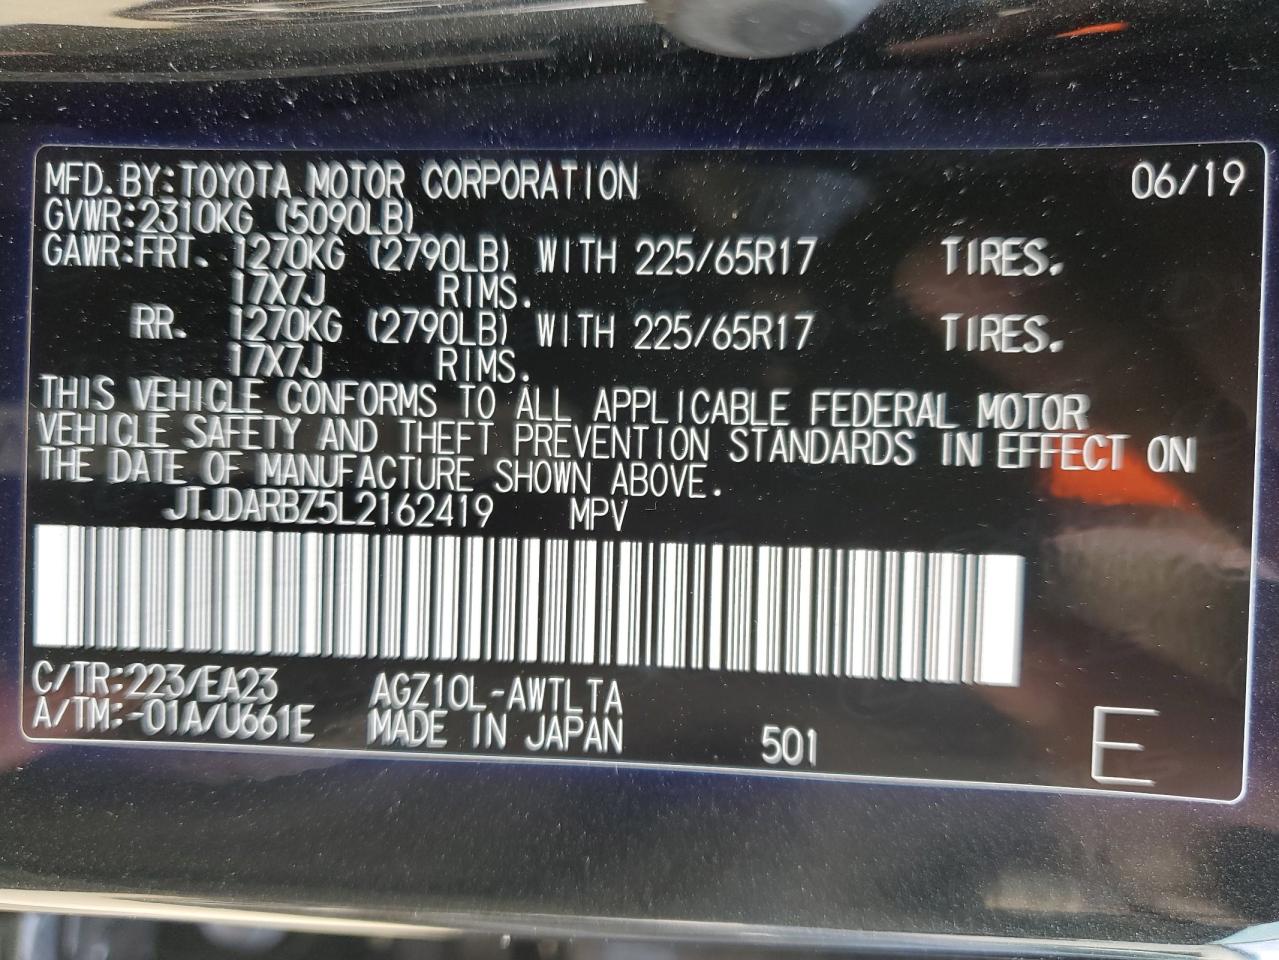 MFD.BY:TOYOTA MOTOR CORPORATION 06/19
GVWR:2310KG (5090LB)
GAWR:FRT. 1270KG (2790LB) WITH 225/65R17 TIRES.
17X7J RIMS.
RR. 1270KG (2790LB) WITH 225/65R17 TIRES.
17X7J RIMS.
THIS VEHICLE CONFORMS TO ALL APPLICABLE FEDERAL MOTOR
VEHICLE SAFETY AND THEFT PREVENTION STANDARDS IN EFFECT ON
THE DATE OF MANUFACTURE SHOWN ABOVE.
JTJDARBZ5L2162419 MPV
C/TR:223/EA23 AGZ10L-AWTLTA
A/TM:-01A/U661E MADE IN JAPAN 501 E